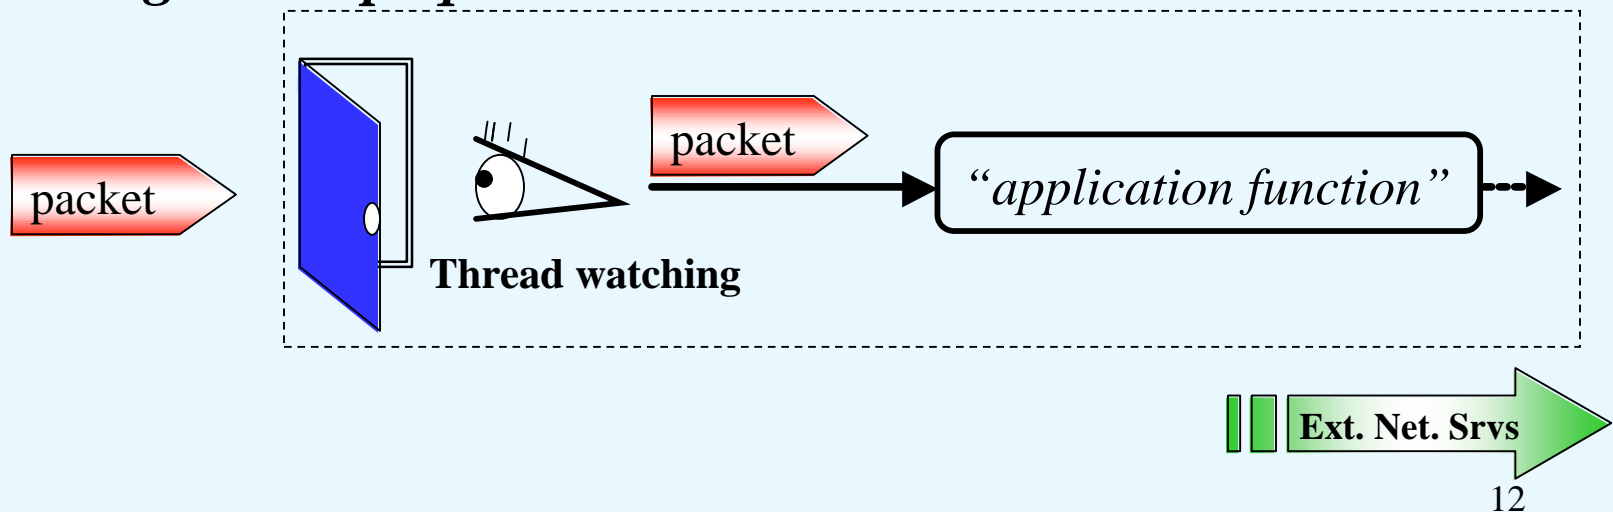 packet
packet
“application function”
Thread watching
Ext. Net. Srvs
12